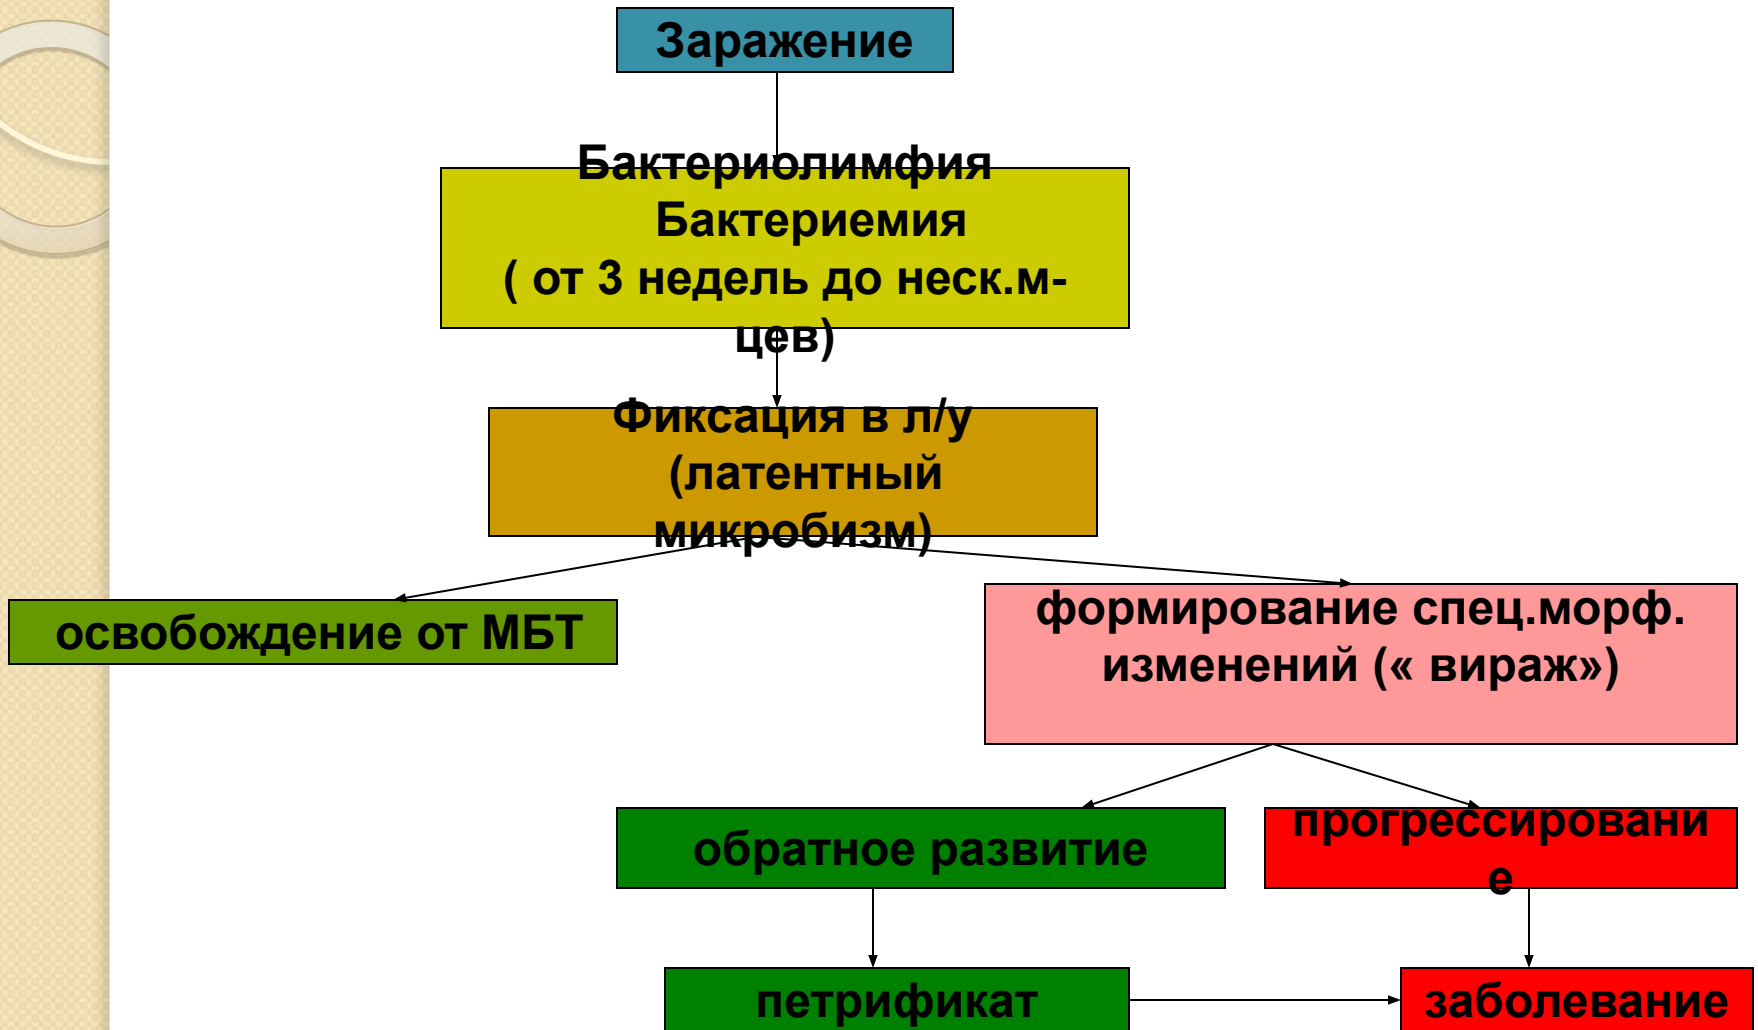 Заражение
Бактериолимфия
Бактериемия
( от 3 недель до неск.м-
цев)
Фиксация в л/у
(латентный
микробизм)
освобождение от МБТ
формирование спец.морф.
изменений (« вираж»)
обратное развитие
прогрессировани
е
петрификат
заболевание